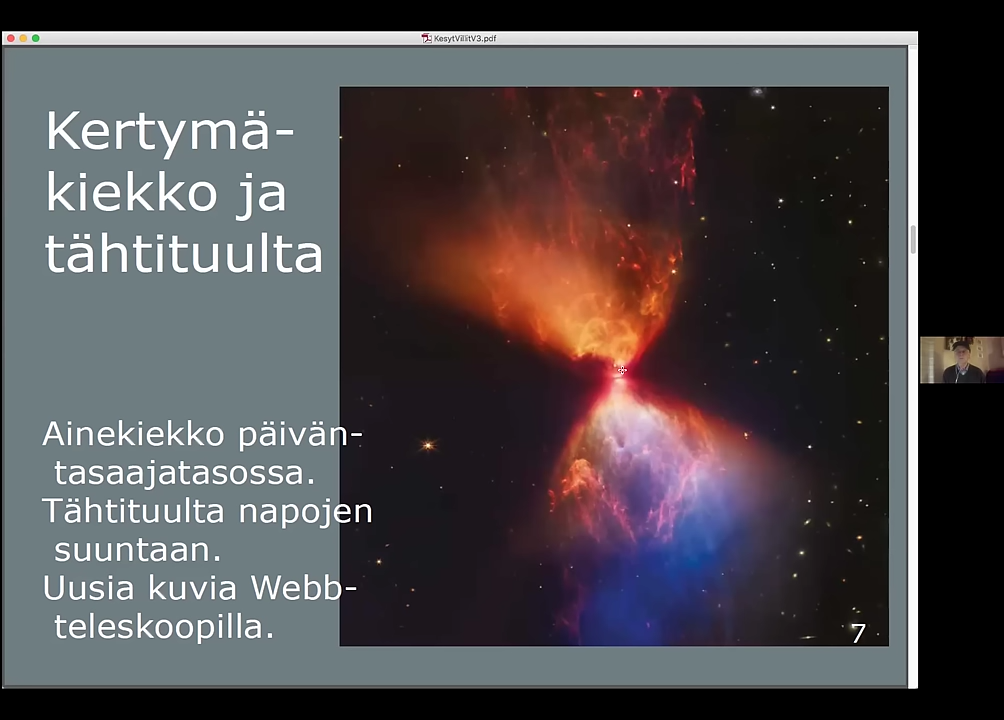 KesytVillitV3.pdf
Kertymä-
kiekko ja
tähtituulta
Ainekiekko päivän-
tasaajatasossa.
Tähtituulta napojen
suuntaan.
Uusia kuvia Webb-
teleskoopilla.
7